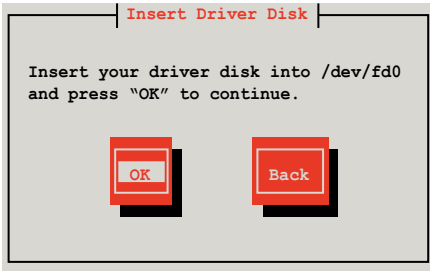 Insert Driver Disk
Insert your driver disk into /dev/fd0
and press “OK” to continue.
OK
Back